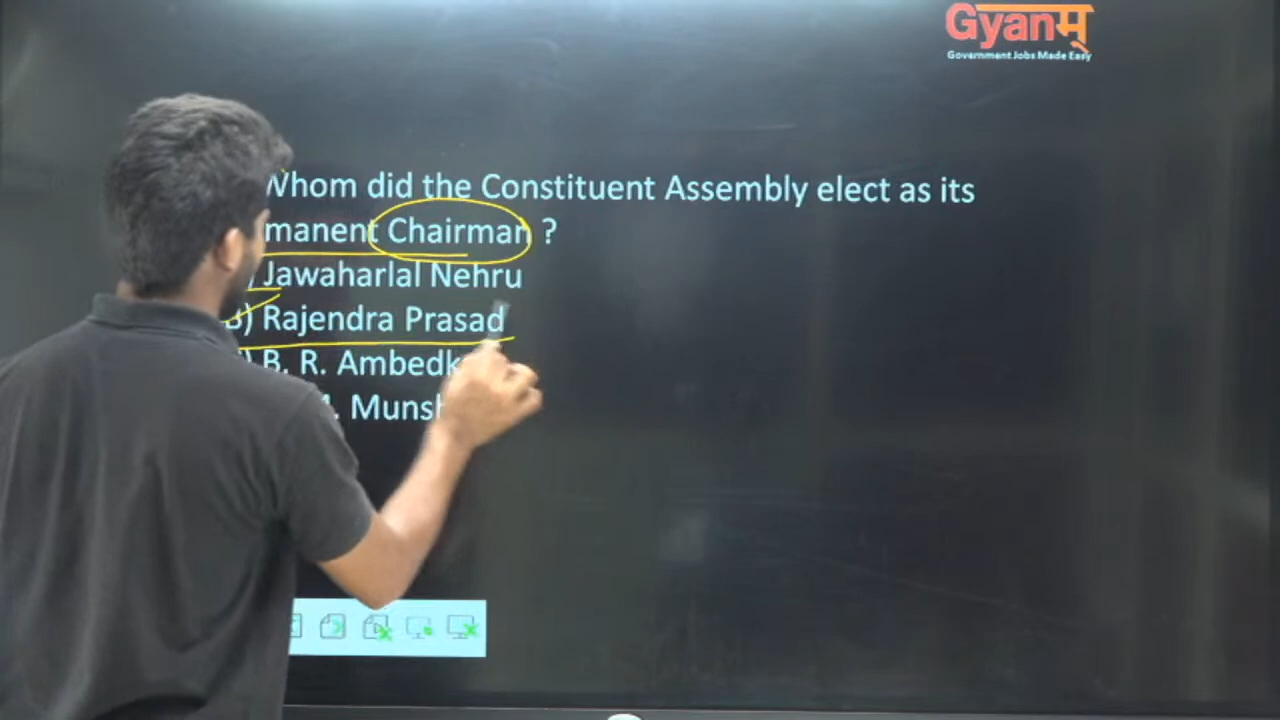 Gyanम्
Government Jobs Made Easy
Whom did the Constituent Assembly elect as its
manent Chairman ?
) Jawaharlal Nehru
B) Rajendra Prasad
) B. R. Ambedk
M. Munsh